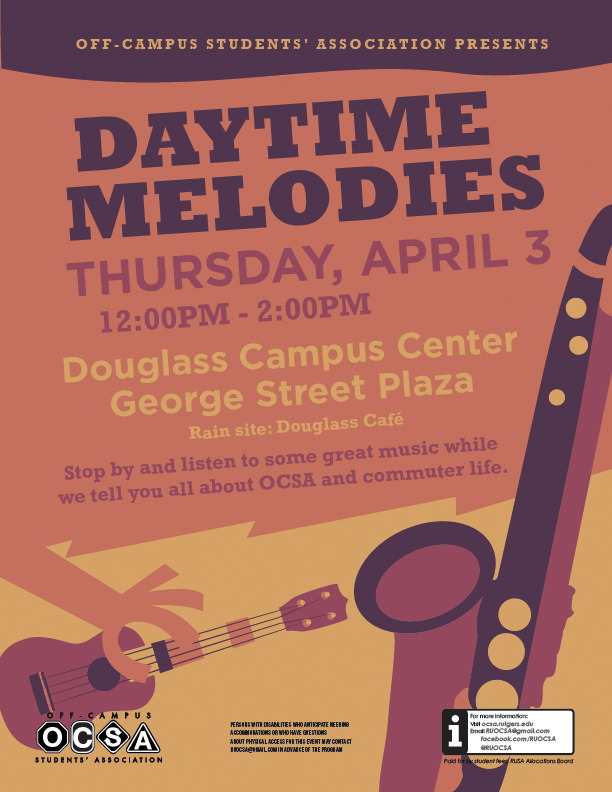 OFF-CAMPUS STUDENTS' ASSOCIATION PRESENTS
DAYTIME
MELODIES
THURSDAY, APRIL 3
12:00PM - 2:00PM
Douglass Campus Center
George Street Plaza
Rain site: Douglass Café
Stop by and listen to some great music while
we tell you all about OCSA and commuter life.
OFF-CAMPUS
OCSA
STUDENTS' ASSOCIATION
PERSONS WITH DISABILITIES WHO ANTICIPATE NEEDING
ACCOMMODATIONS OR WHO HAVE QUESTIONS
ABOUT PHYSICAL ACCESS FOR THIS EVENT MAY CONTACT
RUOCSA@GMAIL.COM IN ADVANCE OF THE PROGRAM
i
For more information:
Visit ocsa.rutgers.edu
Email RUOCSA@gmail.com
facebook.com/RUOCSA
@RUOCSA
Paid for by student fees RUSA Allocations Board